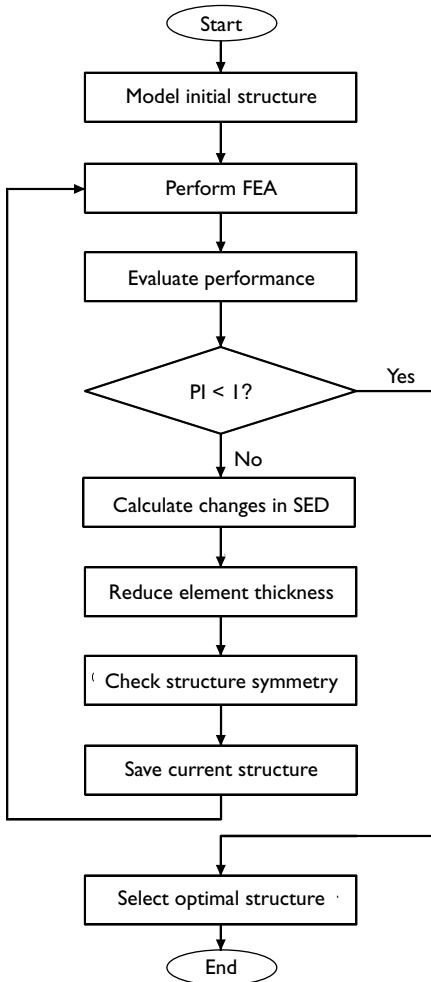 Start
Model initial structure
Perform FEA
Evaluate performance
PI < 1?
Yes
No
Calculate changes in SED
Reduce element thickness
Check structure symmetry
Save current structure
Select optimal structure
End